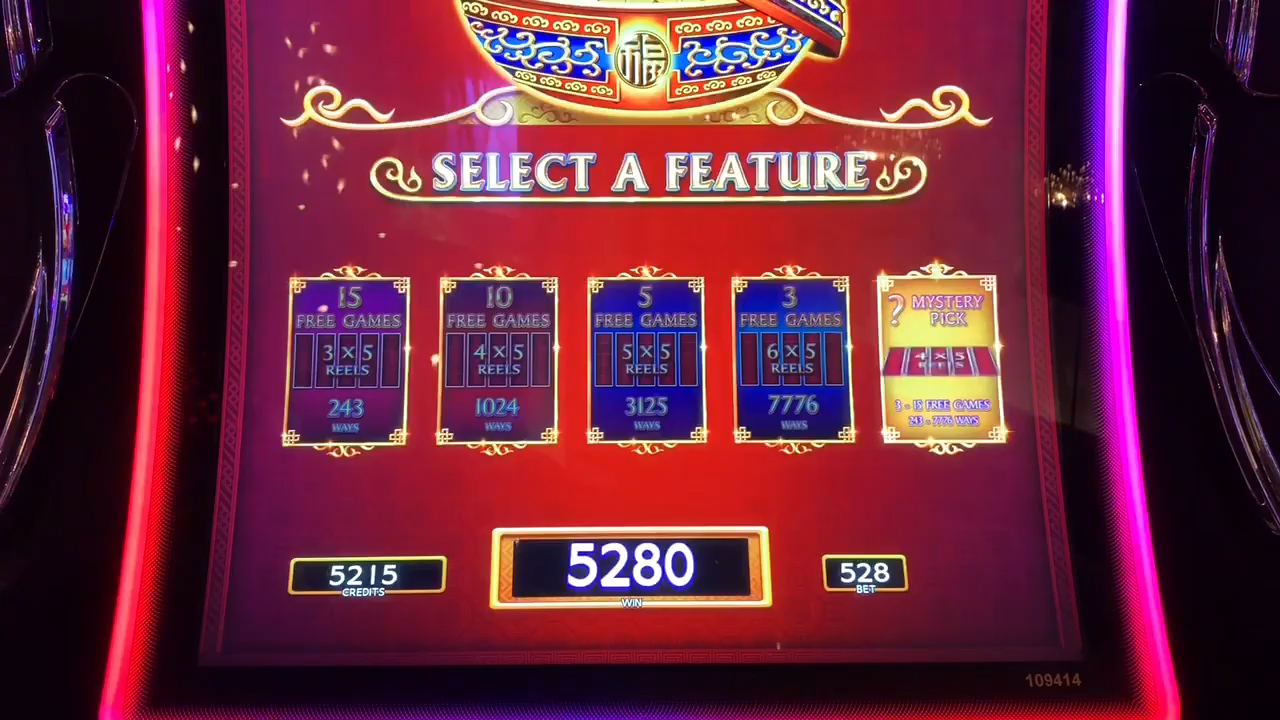 福
SELECT A FEATURE
15
FREE GAMES
3 X 5
REELS
243
WAYS
10
FREE GAMES
4 X 5
REELS
1024
WAYS
5
FREE GAMES
5 X 5
REELS
3125
WAYS
3
FREE GAMES
6 X 5
REELS
7776
WAYS
? MYSTERY
PICK
4 X 5
REELS
3 - 15 FREE GAMES
243 - 7776 WAYS
5215
CREDITS
5280
WIN
528
BET
109414